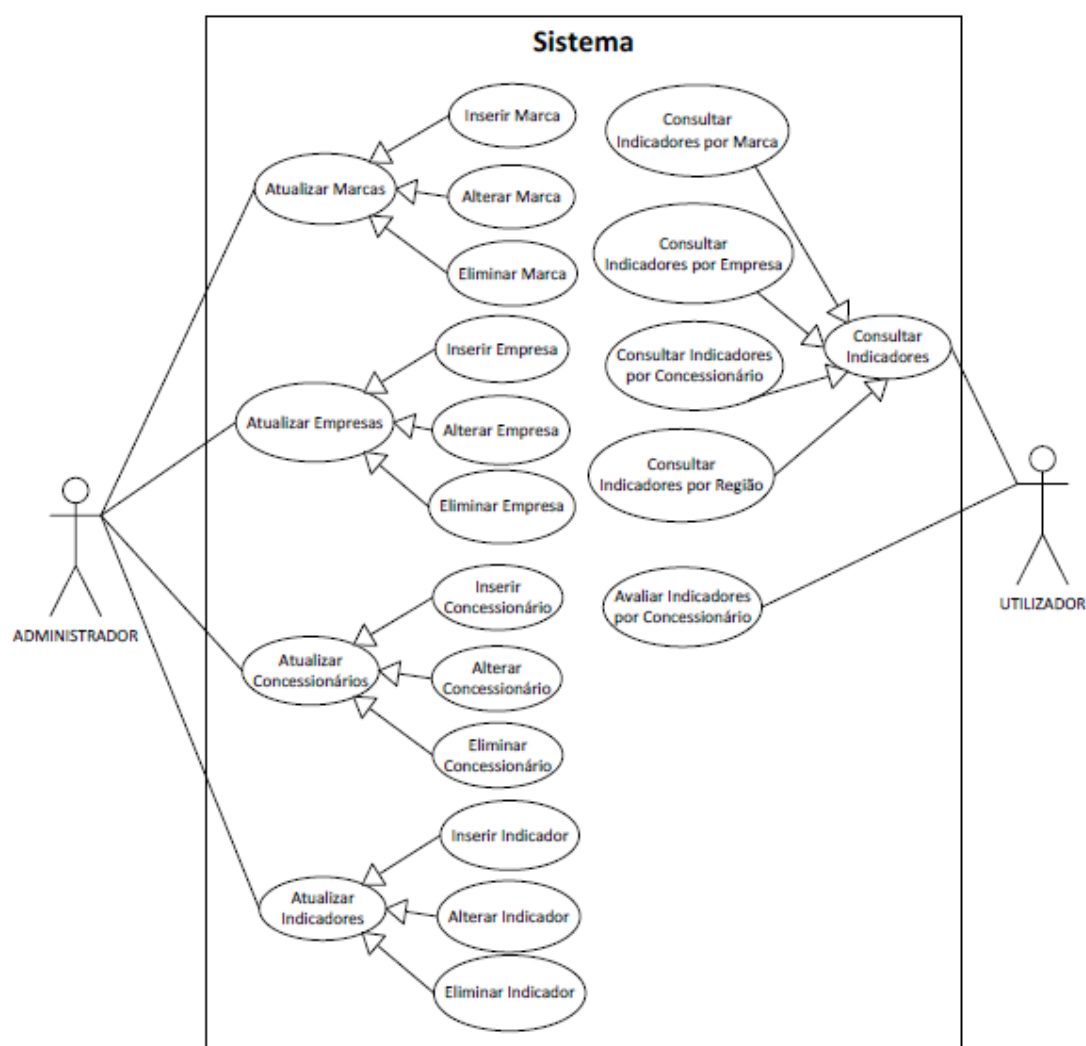 Sistema
Inserir Marca
Atualizar Marcas
Alterar Marca
Eliminar Marca
Inserir Empresa
Atualizar Empresas
Alterar Empresa
Eliminar Empresa
ADMINISTRADOR
Inserir
Concessionário
Atualizar
Concessionários
Alterar
Concessionário
Eliminar
Concessionário
Inserir Indicador
Atualizar
Indicadores
Alterar Indicador
Eliminar Indicador
Consultar
Indicadores por Marca
Consultar
Indicadores por Empresa
Consultar Indicadores
por Concessionário
Consultar
Indicadores por Região
Consultar
Indicadores
Avaliar Indicadores
por Concessionário
UTILIZADOR